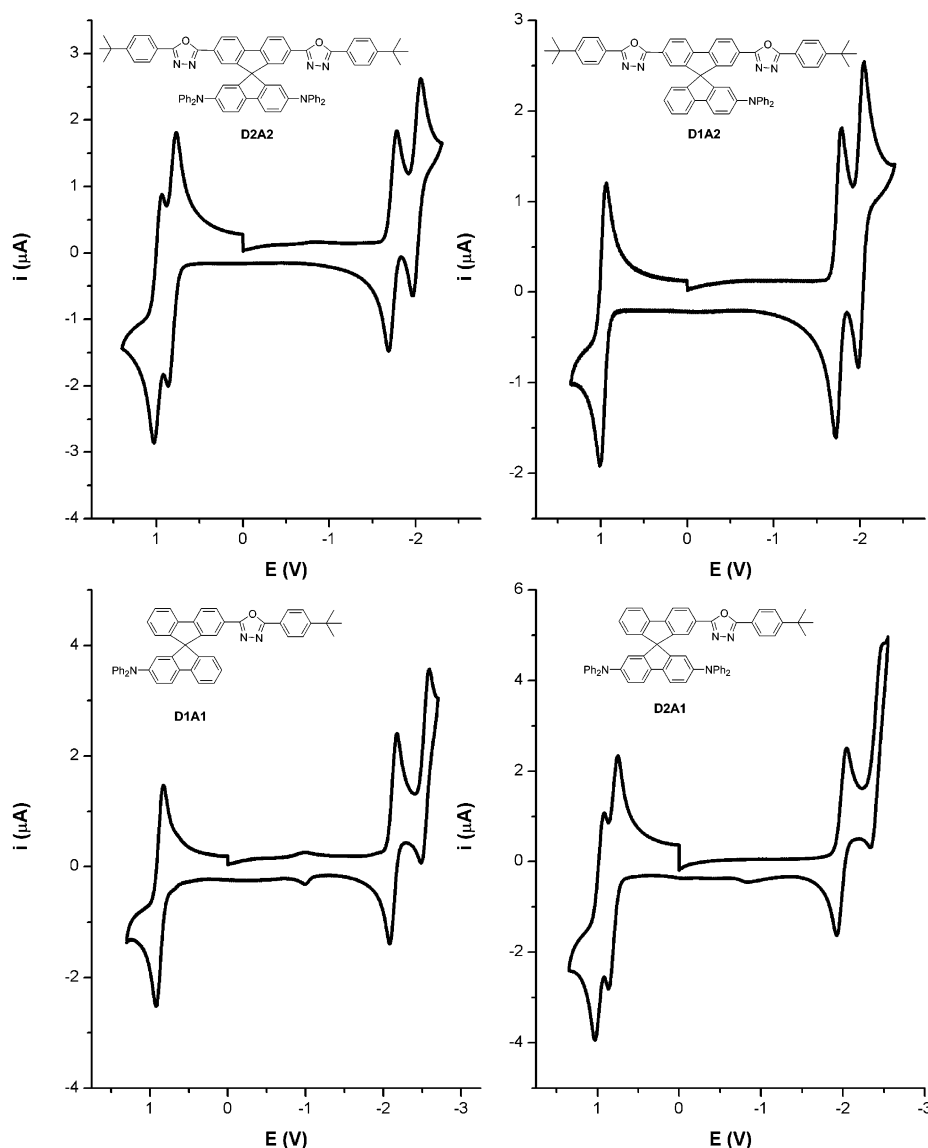 3
2
1
0
-1
-2
-3
-4
i (μA)
1 0 -1 -2
E (V)
O
N-N
O
N-N
Ph₂N
NPh₂
D2A2
3
2
1
0
-1
-2
i (μA)
1 0 -1 -2
E (V)
O
N-N
O
N-N
NPh₂
D1A2
4
2
0
-2
-4
i (μA)
1 0 -1 -2 -3
E (V)
O
N-N
Ph₂N
D1A1
6
4
2
0
-2
-4
i (μA)
1 0 -1 -2 -3
E (V)
O
N-N
Ph₂N
NPh₂
D2A1